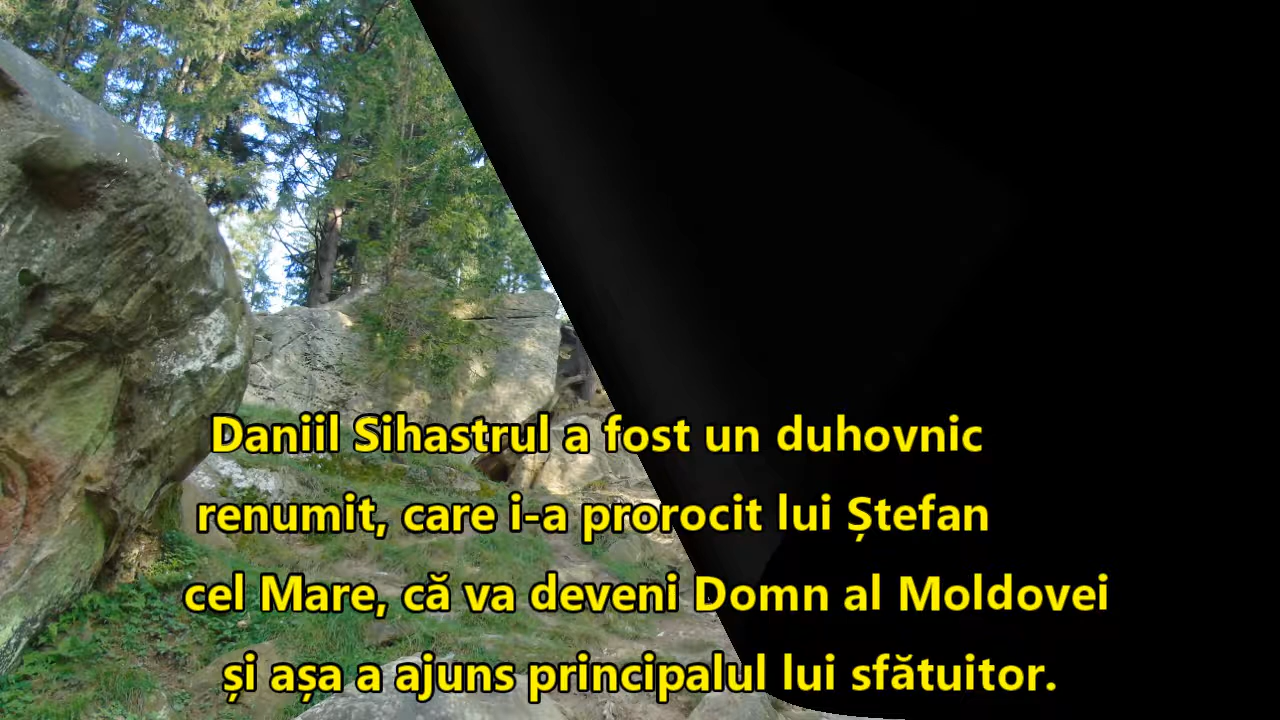 Daniil Sihastrul a fost un duhovnic
renumit, care i-a prorocit lui Ștefan
cel Mare, că va deveni Domn al Moldovei
și așa a ajuns principalul lui sfătuitor.